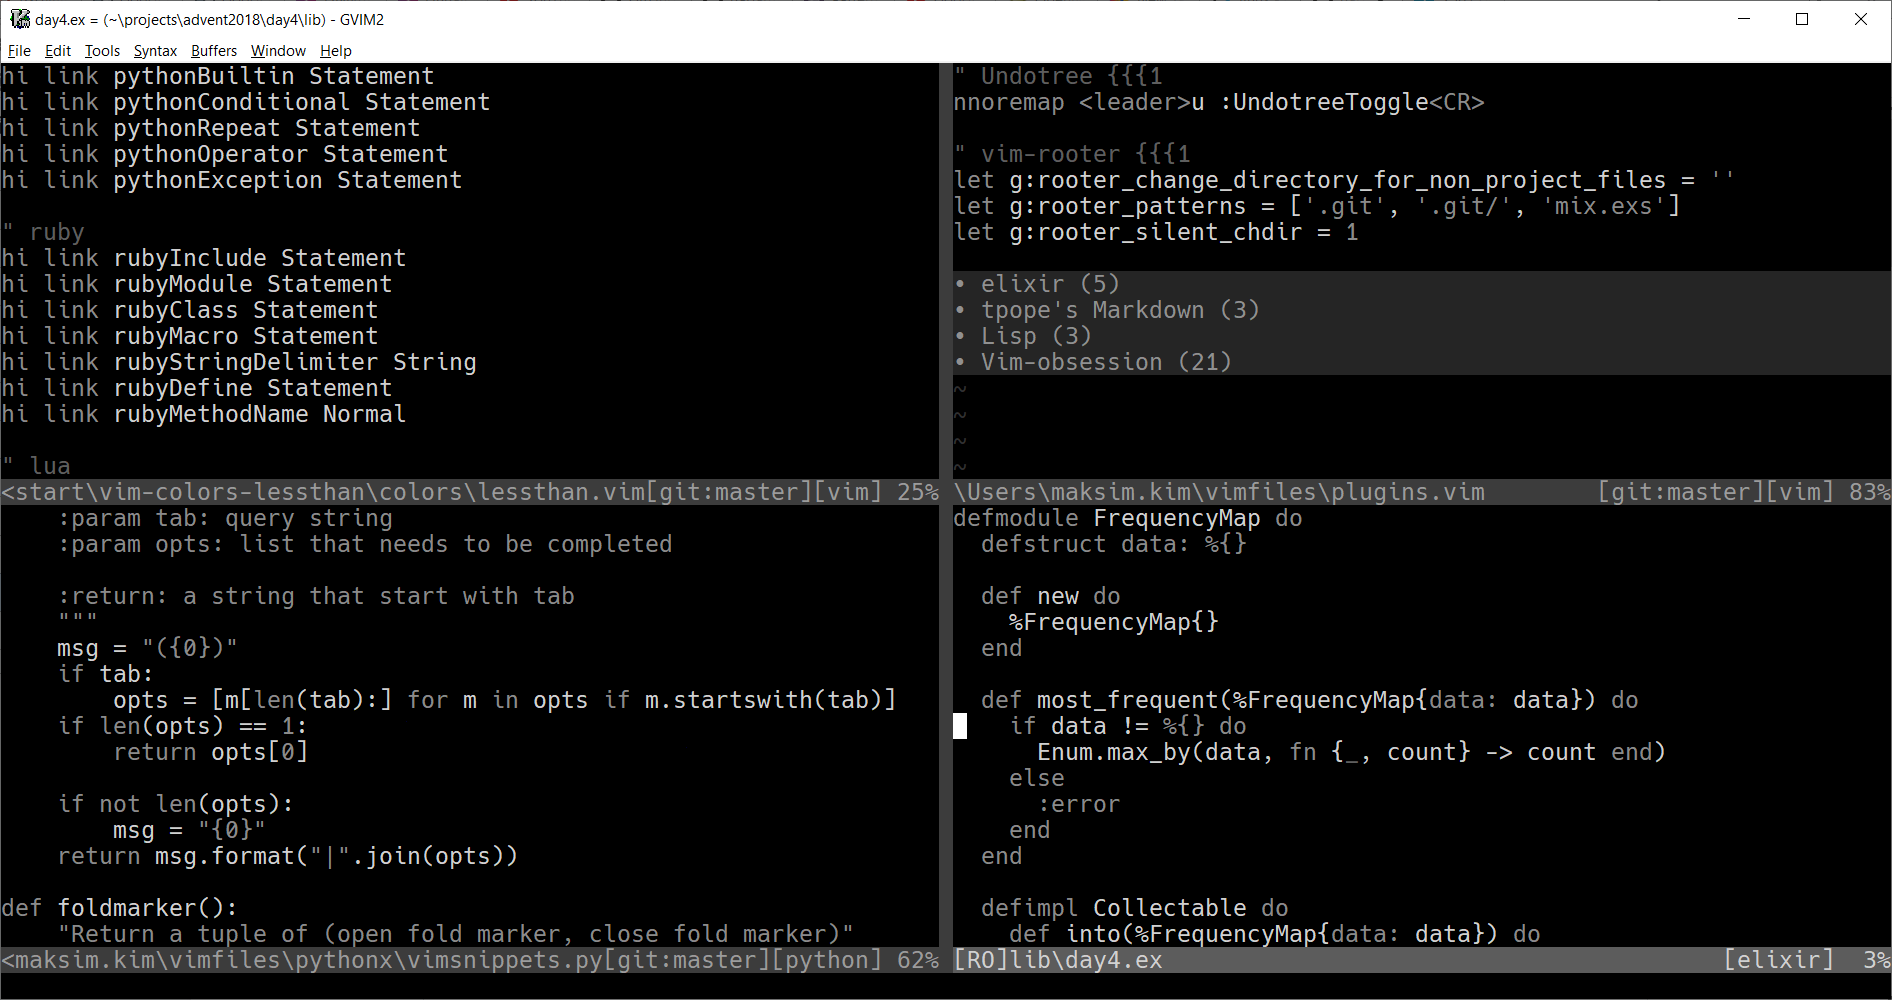 day4.ex = (~\projects\advent2018\day4\lib) - GVIM2
File Edit Tools Syntax Buffers Window Help
hi link pythonBuiltin Statement
hi link pythonConditional Statement
hi link pythonRepeat Statement
hi link pythonOperator Statement
hi link pythonException Statement
" ruby
hi link rubyInclude Statement
hi link rubyModule Statement
hi link rubyClass Statement
hi link rubyMacro Statement
hi link rubyStringDelimiter String
hi link rubyDefine Statement
hi link rubyMethodName Normal
" lua
<start\vim-colors-lessthan\colors\lessthan.vim[git:master][vim] 25%
" Undotree {{{1
nnoremap <leader>u :UndotreeToggle<CR>
" vim-rooter {{{1
let g:rooter_change_directory_for_non_project_files = ''
let g:rooter_patterns = ['.git', '.git/', 'mix.exs']
let g:rooter_silent_chdir = 1
• elixir (5)
• tpope's Markdown (3)
• Lisp (3)
• Vim-obsession (21)
~
~
~
~
\Users\maksim.kim\vimfiles\plugins.vim [git:master][vim] 83%
    :param tab: query string
    :param opts: list that needs to be completed
    :return: a string that start with tab
    """
    msg = "({0})"
    if tab:
        opts = [m[len(tab):] for m in opts if m.startswith(tab)]
    if len(opts) == 1:
        return opts[0]
    if not len(opts):
        msg = "{0}"
    return msg.format("|".join(opts))
def foldmarker():
    "Return a tuple of (open fold marker, close fold marker)"
<maksim.kim\vimfiles\pythonx\vimsnippets.py[git:master][python] 62%
defmodule FrequencyMap do
  defstruct data: %{}
  def new do
    %FrequencyMap{}
  end
  def most_frequent(%FrequencyMap{data: data}) do
    if data != %{} do
      Enum.max_by(data, fn {_, count} -> count end)
    else
      :error
    end
  end
  defimpl Collectable do
    def into(%FrequencyMap{data: data}) do
[RO]lib\day4.ex [elixir] 3%